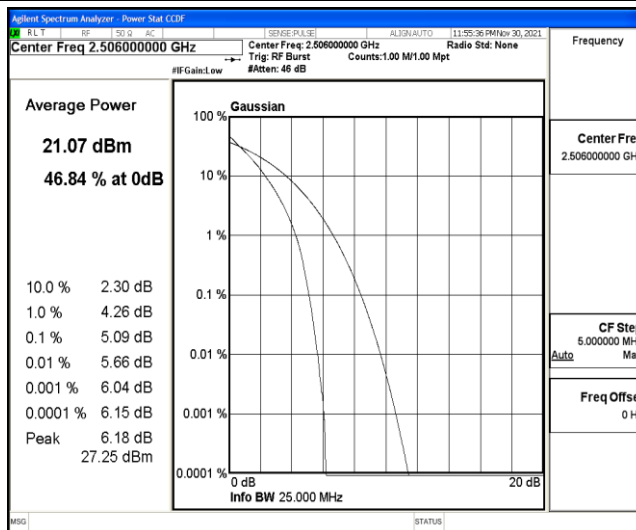 Agilent Spectrum Analyzer - Power Stat CCDF
LXI R L T RF 50 Ω AC SENSE:PULSE ALIGN AUTO 11:55:36 PM Nov 30, 2021
Center Freq 2.506000000 GHz
Center Freq: 2.506000000 GHz Radio Std: None
Trig: RF Burst Counts:1.00 M/1.00 Mpt
#IFGain:Low #Atten: 46 dB
Frequency
Average Power
21.07 dBm
46.84 % at 0dB
10.0 % 2.30 dB
1.0 % 4.26 dB
0.1 % 5.09 dB
0.01 % 5.66 dB
0.001 % 6.04 dB
0.0001 % 6.15 dB
Peak 6.18 dB
27.25 dBm
Gaussian
100 %
10 %
1 %
0.1 %
0.01 %
0.001 %
0.0001 %
0 dB 20 dB
Info BW 25.000 MHz
Center Fre
2.506000000 GH
CF Ste
5.000000 MH
Auto Ma
Freq Offse
0 H
MSG STATUS